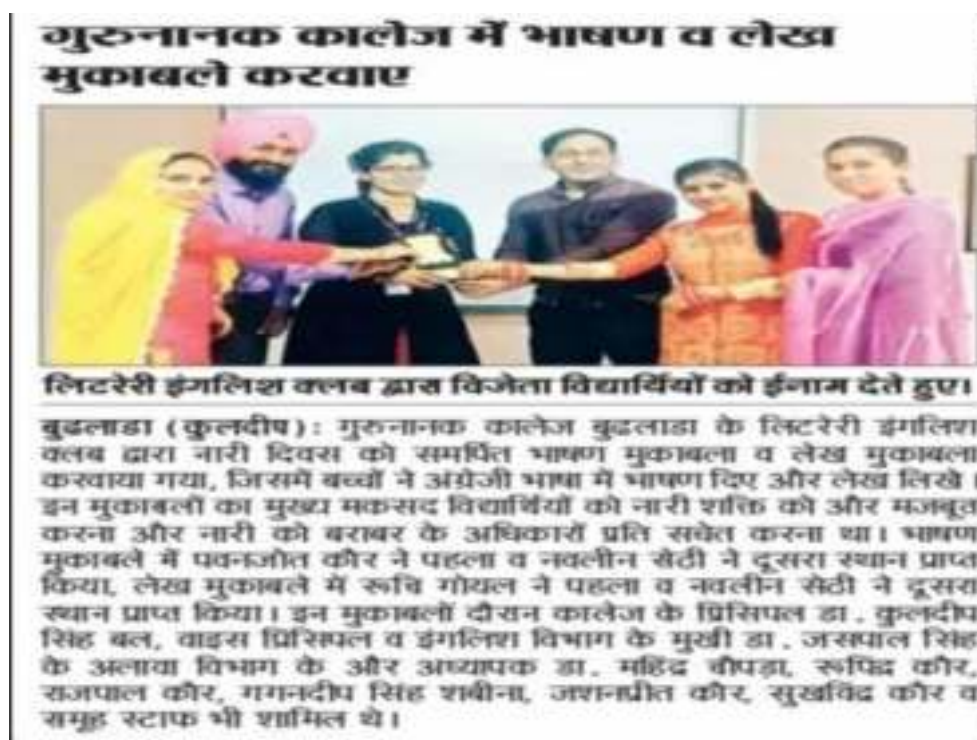 गुरुनानक कालेज में भाषण व लेख
मुकाबले करवाए
लिटरेरी इंगलिश क्लब द्वारा विजेता विद्यार्थियों को ईनाम देते हुए।
बुढलाडा (कुलदीप): गुरुनानक कालेज बुढलाडा के लिटरेरी इंगलिश
क्लब द्वारा नारी दिवस को समर्पित भाषण मुकाबला व लेख मुकाबला
करवाया गया, जिसमें बच्चों ने अंग्रेजी भाषा में भाषण दिए और लेख लिखे।
इन मुकाबलों का मुख्य मकसद विद्यार्थियों को नारी शक्ति को और मजबूत
करना और नारी को बराबर के अधिकारों प्रति सचेत करना था। भाषण
मुकाबले में पवनजोत कौर ने पहला व नवलीन सेठी ने दूसरा स्थान प्राप्त
किया, लेख मुकाबले में रूचि गोयल ने पहला व नवलीन सेठी ने दूसरा
स्थान प्राप्त किया। इन मुकाबलों दौरान कालेज के प्रिंसिपल डा. कुलदीप
सिंह बल, वाइस प्रिंसिपल व इंगलिश विभाग के मुखी डा. जसपाल सिंह
के अलावा विभाग के और अध्यापक डा. महिंद्र चौपड़ा, रूपिंद्र कौर,
राजपाल कौर, गगनदीप सिंह शबीना, जशनप्रीत कौर, सुखविंद्र कौर व
समूह स्टाफ भी शामिल थे।